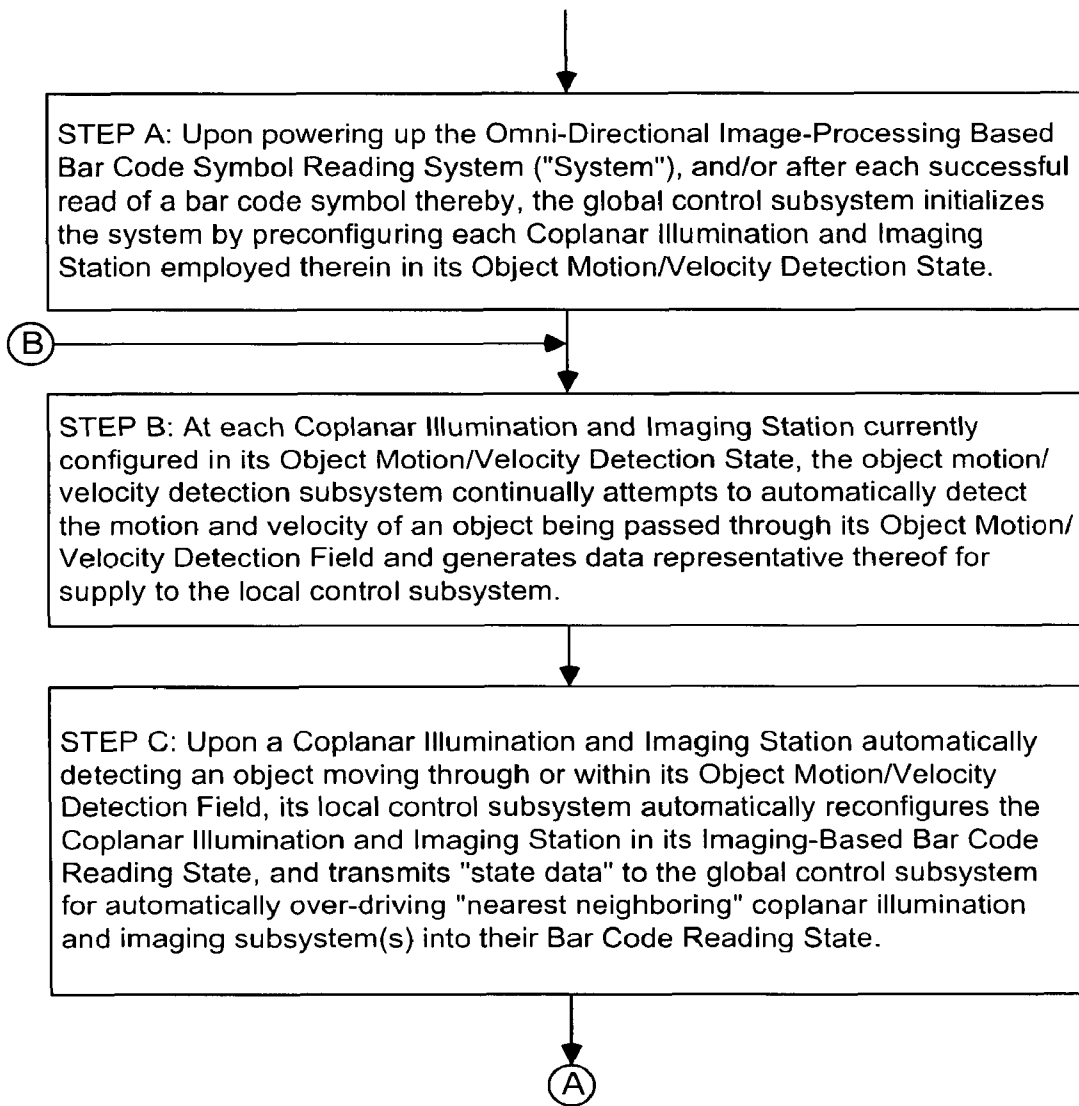 STEP A: Upon powering up the Omni-Directional Image-Processing Based
Bar Code Symbol Reading System ("System"), and/or after each successful
read of a bar code symbol thereby, the global control subsystem initializes
the system by preconfiguring each Coplanar Illumination and Imaging
Station employed therein in its Object Motion/Velocity Detection State.
B
STEP B: At each Coplanar Illumination and Imaging Station currently
configured in its Object Motion/Velocity Detection State, the object motion/
velocity detection subsystem continually attempts to automatically detect
the motion and velocity of an object being passed through its Object Motion/
Velocity Detection Field and generates data representative thereof for
supply to the local control subsystem.
STEP C: Upon a Coplanar Illumination and Imaging Station automatically
detecting an object moving through or within its Object Motion/Velocity
Detection Field, its local control subsystem automatically reconfigures the
Coplanar Illumination and Imaging Station in its Imaging-Based Bar Code
Reading State, and transmits "state data" to the global control subsystem
for automatically over-driving "nearest neighboring" coplanar illumination
and imaging subsystem(s) into their Bar Code Reading State.
A